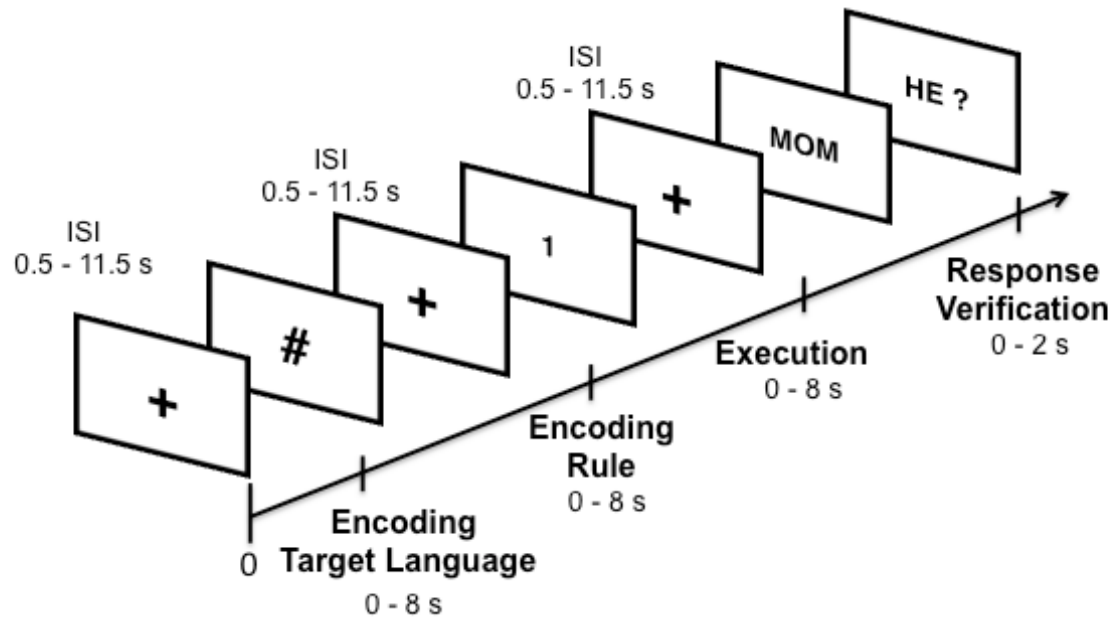 ISI
0.5 - 11.5 s
+
#
ISI
0.5 - 11.5 s
+
1
ISI
0.5 - 11.5 s
+
MOM
HE ?
0
Encoding
Target Language
0 - 8 s
Encoding
Rule
0 - 8 s
Execution
0 - 8 s
Response
Verification
0 - 2 s